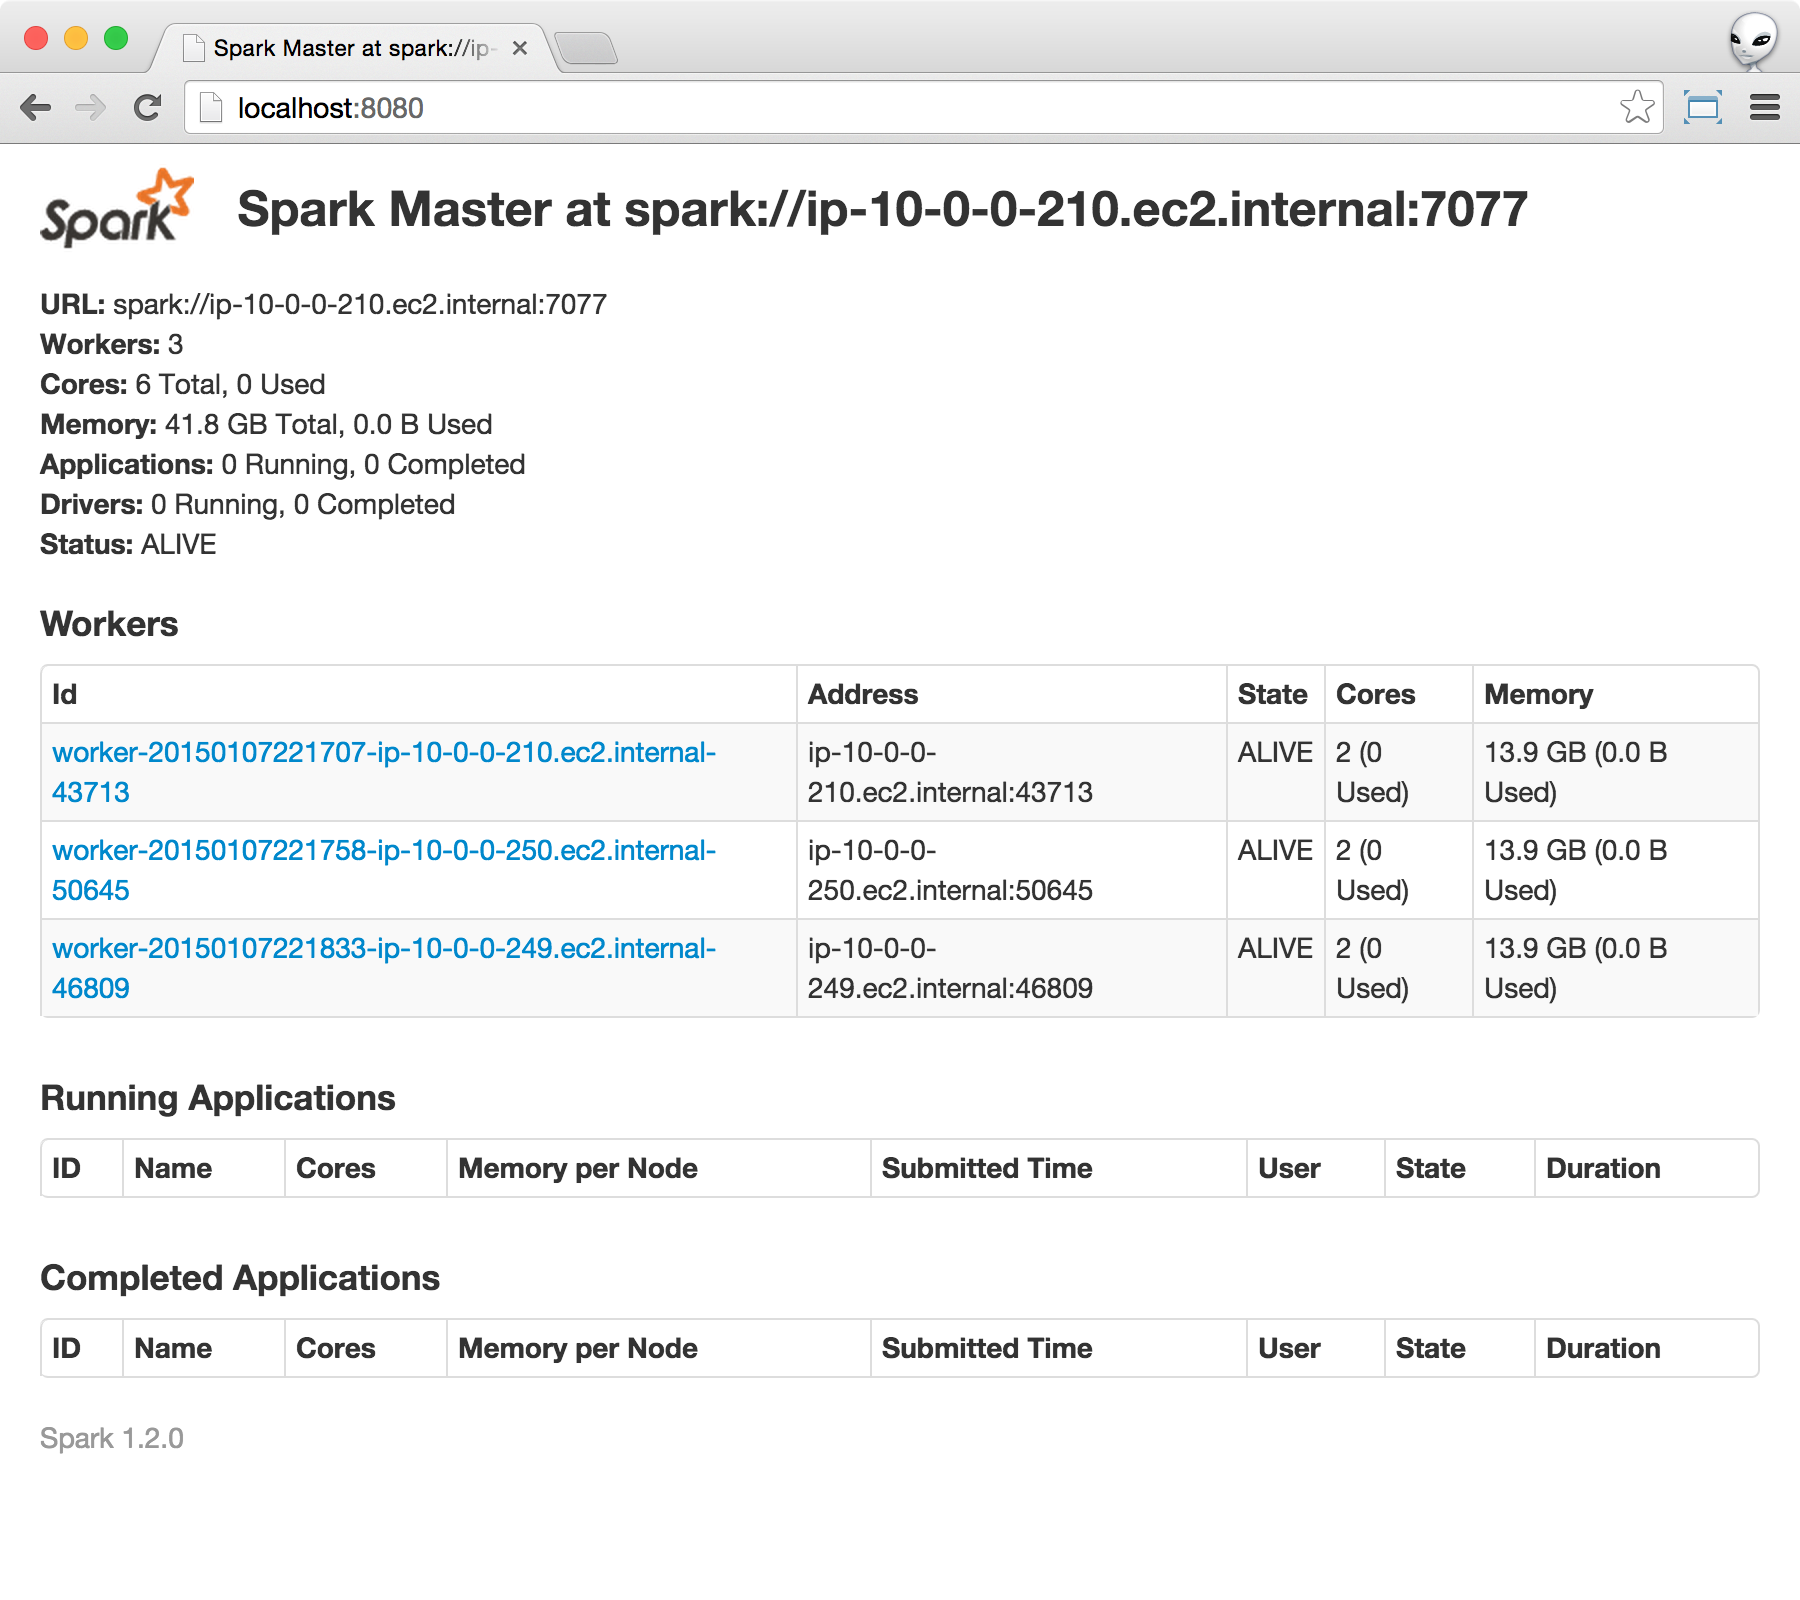 Spark Master at spark://ip-
localhost:8080
Spark
Spark Master at spark://ip-10-0-0-210.ec2.internal:7077
URL: spark://ip-10-0-0-210.ec2.internal:7077
Workers: 3
Cores: 6 Total, 0 Used
Memory: 41.8 GB Total, 0.0 B Used
Applications: 0 Running, 0 Completed
Drivers: 0 Running, 0 Completed
Status: ALIVE
Workers
Id Address State Cores Memory
worker-20150107221707-ip-10-0-0-210.ec2.internal- ip-10-0-0- ALIVE 2 (0 13.9 GB (0.0 B
43713 210.ec2.internal:43713 Used) Used)
worker-20150107221758-ip-10-0-0-250.ec2.internal- ip-10-0-0- ALIVE 2 (0 13.9 GB (0.0 B
50645 250.ec2.internal:50645 Used) Used)
worker-20150107221833-ip-10-0-0-249.ec2.internal- ip-10-0-0- ALIVE 2 (0 13.9 GB (0.0 B
46809 249.ec2.internal:46809 Used) Used)
Running Applications
ID Name Cores Memory per Node Submitted Time User State Duration
Completed Applications
ID Name Cores Memory per Node Submitted Time User State Duration
Spark 1.2.0